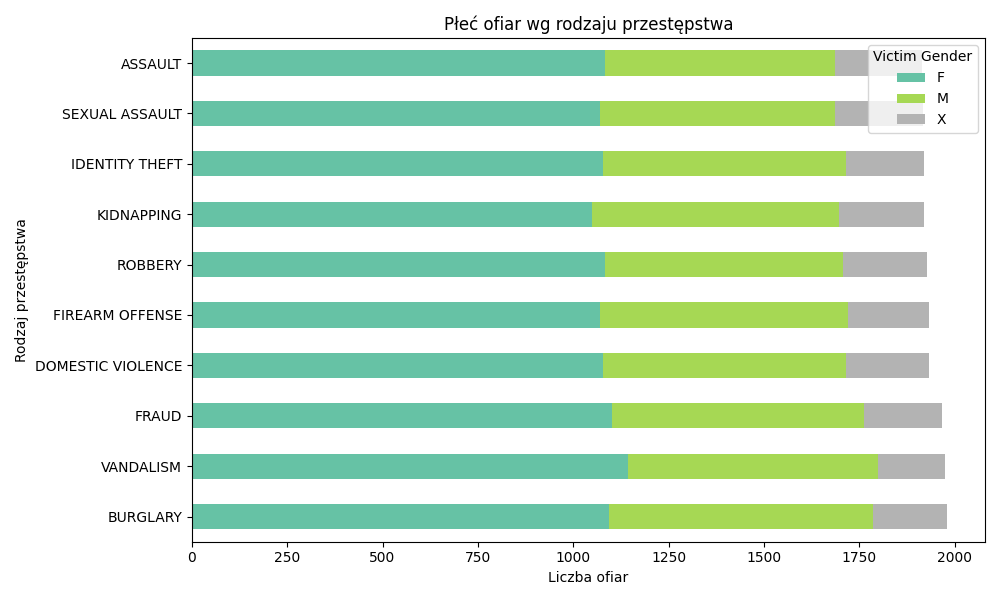 Płeć ofiar wg rodzaju przestępstwa
Victim Gender
F
M
X
ASSAULT
SEXUAL ASSAULT
IDENTITY THEFT
KIDNAPPING
ROBBERY
FIREARM OFFENSE
DOMESTIC VIOLENCE
FRAUD
VANDALISM
BURGLARY
Rodzaj przestępstwa
0 250 500 750 1000 1250 1500 1750 2000
Liczba ofiar